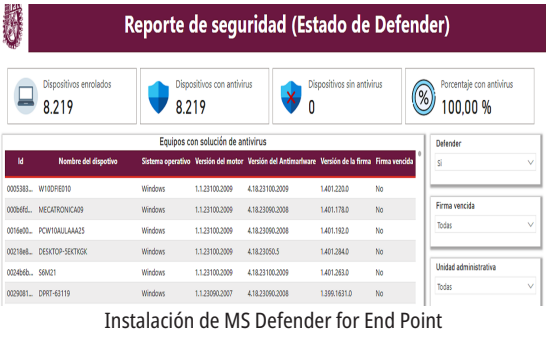 Reporte de seguridad (Estado de Defender)
Dispositivos enrolados
8.219
Dispositivos con antivirus
8.219
Dispositivos sin antivirus
0
Porcentaje con antivirus
100,00 %
Equipos con solución de antivirus
Id Nombre del dispotivo Sistema operativo Versión del motor Versión del Antimarlware Versión de la firma Firma vencida
0005383... W10DFIE010 Windows 1.1.23100.2009 4.18.23100.2009 1.401.220.0 No
000b6fd... MECATRONICA09 Windows 1.1.23100.2009 4.18.23090.2008 1.401.178.0 No
0016e00... PCW10AULAAA25 Windows 1.1.23100.2009 4.18.23090.2008 1.401.192.0 No
00218e8... DESKTOP-5EKTKGK Windows 1.1.23100.2009 4.18.23050.5 1.401.284.0 No
0024b6b... S6M21 Windows 1.1.23100.2009 4.18.23100.2009 1.401.263.0 No
0029081... DPRT-63119 Windows 1.1.23090.2007 4.18.23090.2008 1.399.1631.0 No
Defender
Si
Firma vencida
Todas
Unidad administrativa
Todas
Instalación de MS Defender for End Point